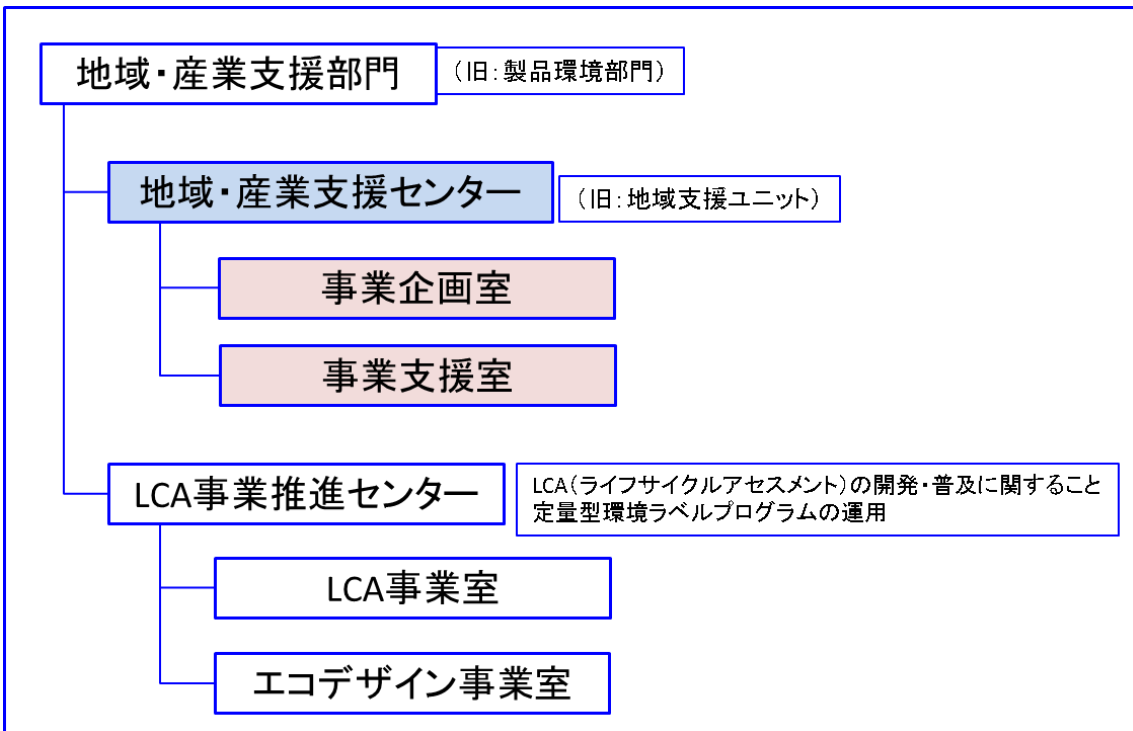 地域・産業支援部門
（旧：製品環境部門）
地域・産業支援センター
（旧：地域支援ユニット）
事業企画室
事業支援室
LCA事業推進センター
LCA（ライフサイクルアセスメント）の開発・普及に関すること
定量型環境ラベルプログラムの運用
LCA事業室
エコデザイン事業室